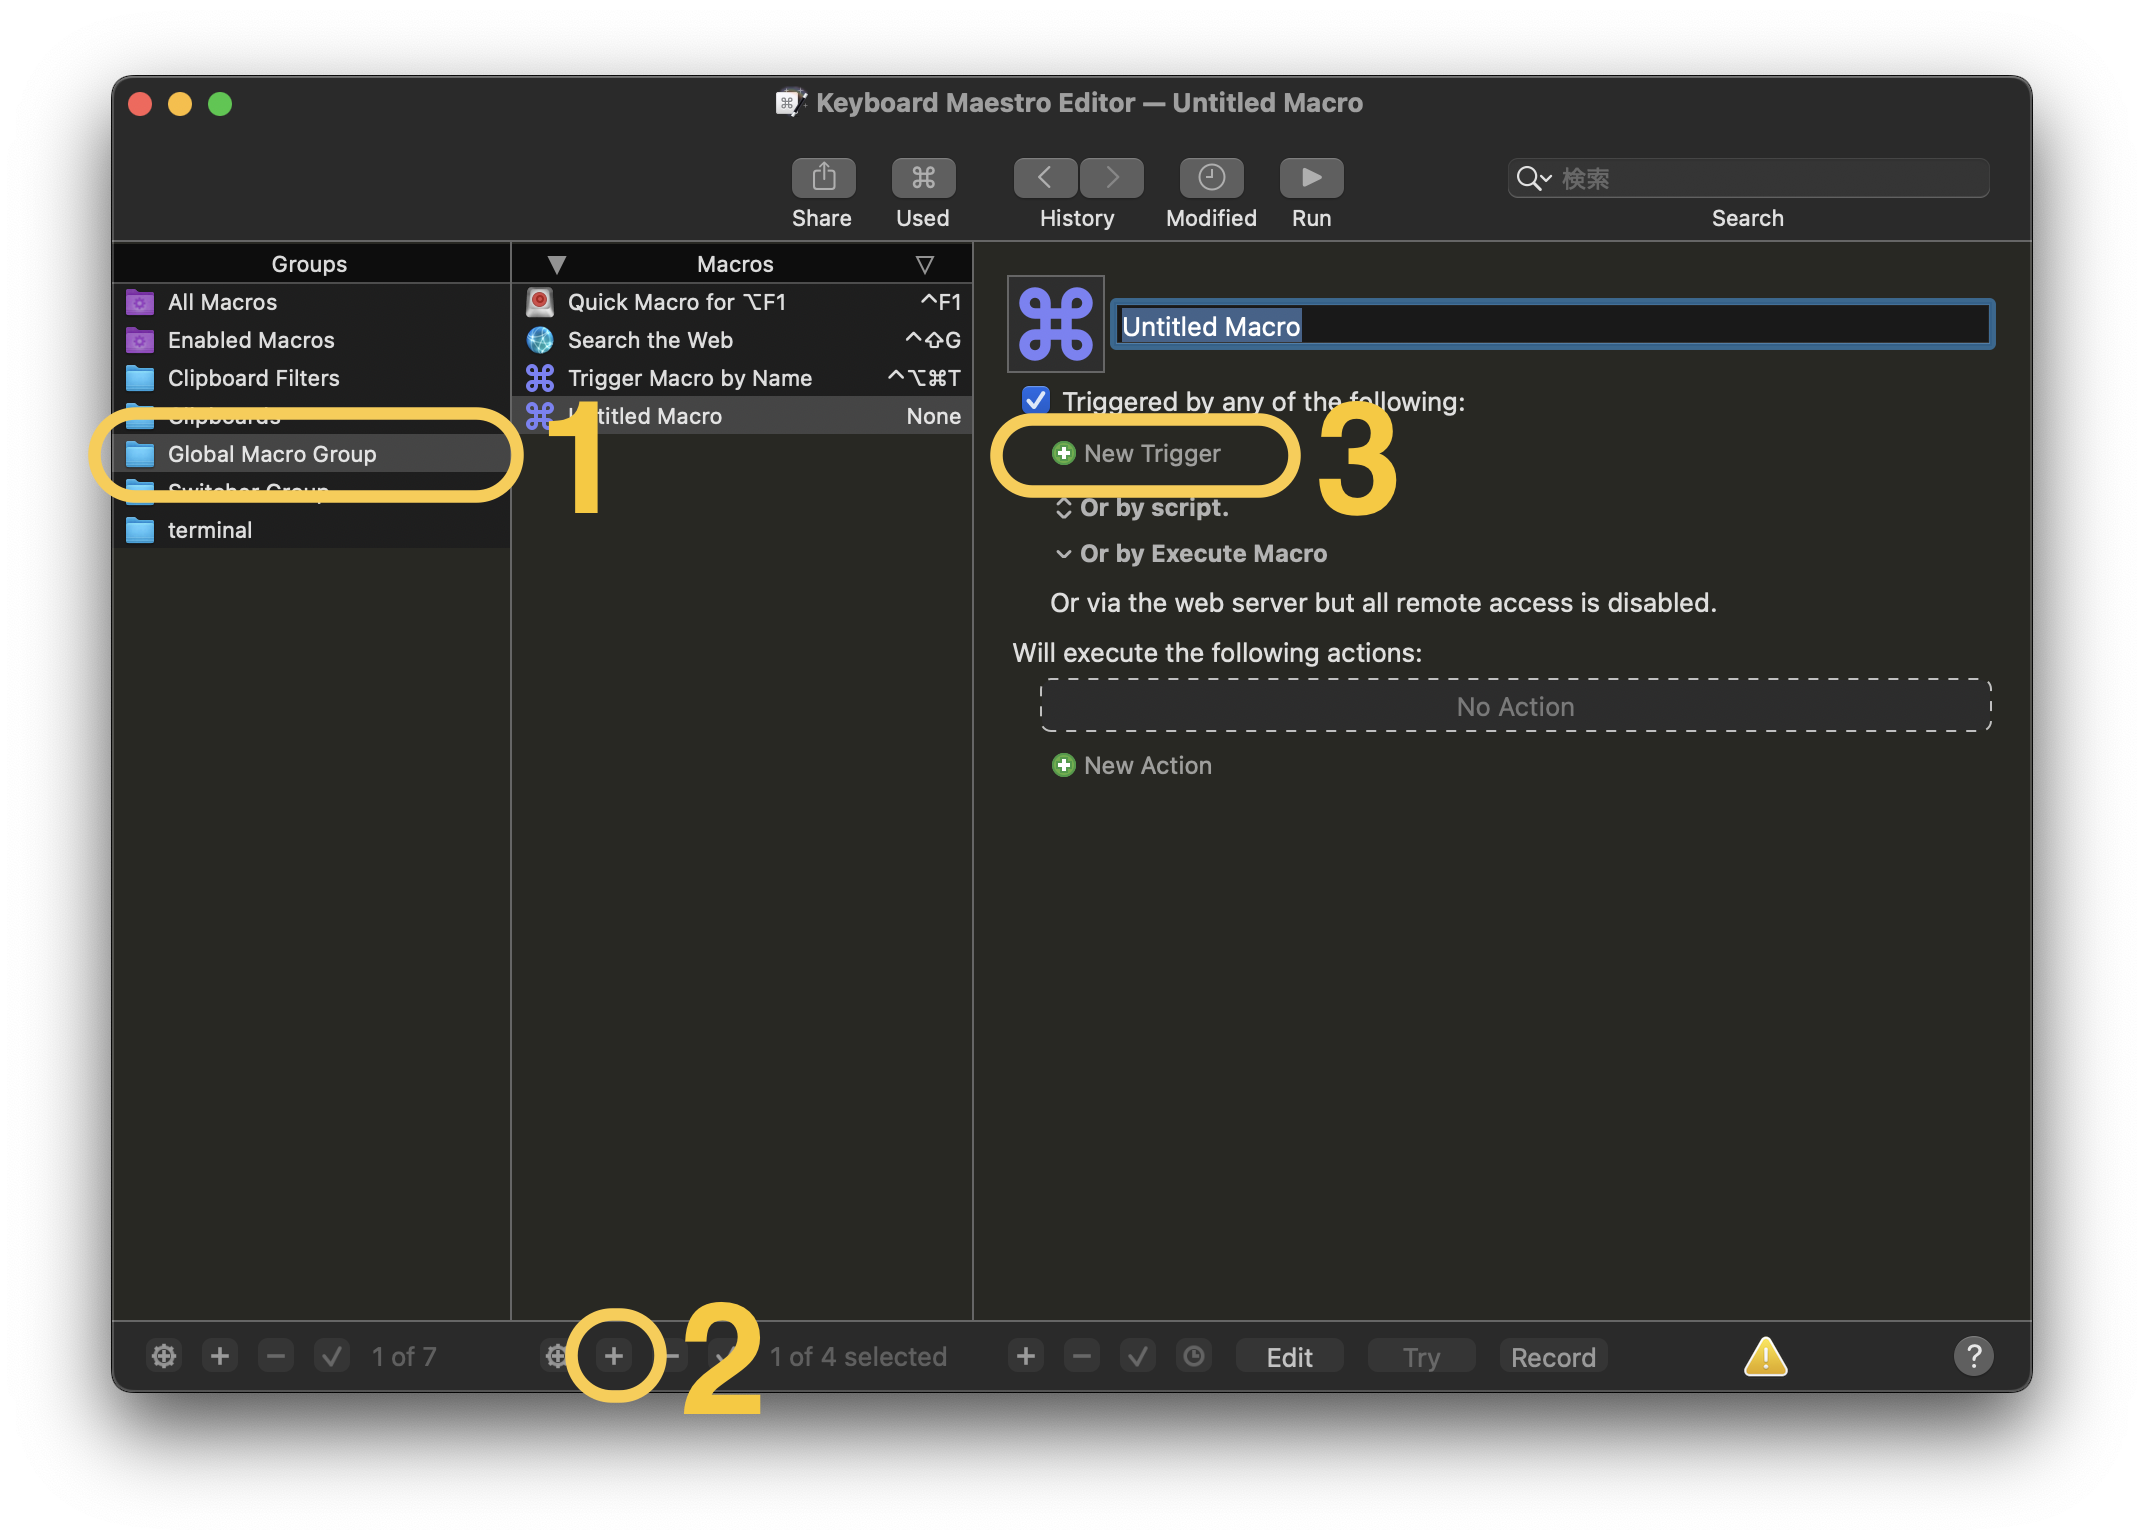 Keyboard Maestro Editor — Untitled Macro
Share
Used
History
Modified
Run
検索
Search
Groups
All Macros
Enabled Macros
Clipboard Filters
Clipboards
Global Macro Group
Switcher Group
terminal
1
Macros
Quick Macro for ⌥F1 ^F1
Search the Web ^⇧G
Trigger Macro by Name ^⌥⌘T
Untitled Macro None
Untitled Macro
Triggered by any of the following:
New Trigger
3
Or by script.
Or by Execute Macro
Or via the web server but all remote access is disabled.
Will execute the following actions:
No Action
New Action
1 of 7
2
1 of 4 selected
Edit
Try
Record
?